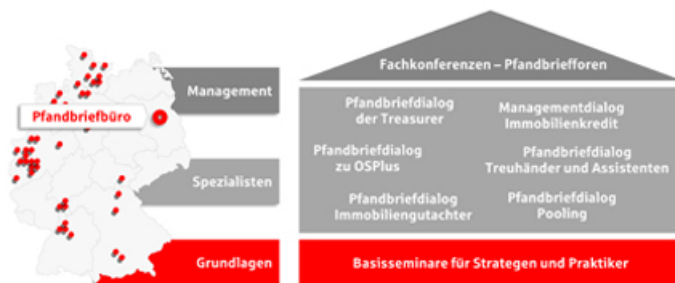 Pfandbriefbüro
Management
Spezialisten
Grundlagen
Fachkonferenzen – Pfandbriefforen
Pfandbriefdialog
der Treasurer
Managementdialog
Immobilienkredit
Pfandbriefdialog
zu OSPlus
Pfandbriefdialog
Treuhänder und Assistenten
Pfandbriefdialog
Immobiliengutachter
Pfandbriefdialog
Pooling
Basisseminare für Strategen und Praktiker